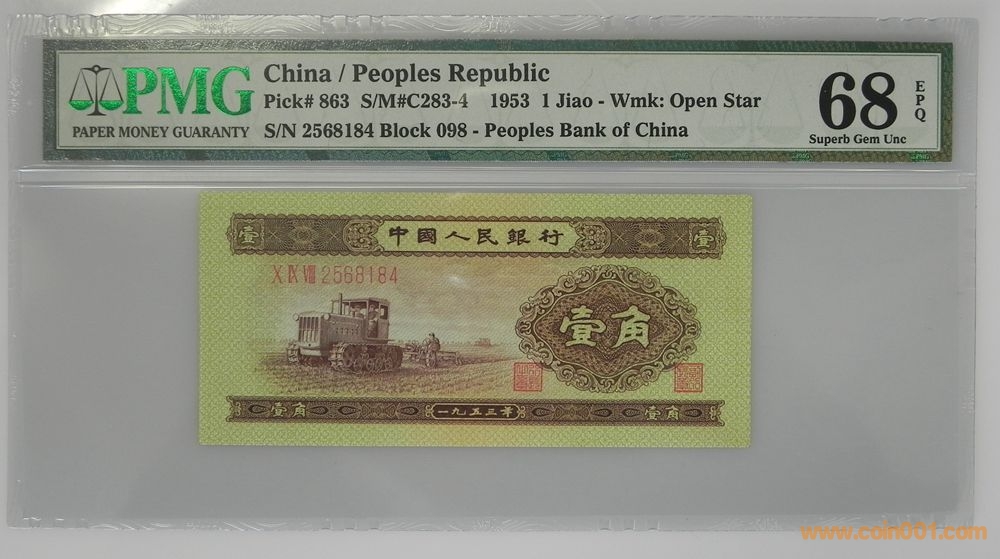 PMG
PAPER MONEY GUARANTY
China / Peoples Republic
Pick# 863 S/M#C283-4 1953 1 Jiao - Wmk: Open Star
S/N 2568184 Block 098 - Peoples Bank of China
68
EPQ
Superb Gem Unc
壹 中國人民銀行 壹
X IX VIII 2568184
壹角
壹角 一九五三年 壹角
www.coin001.com